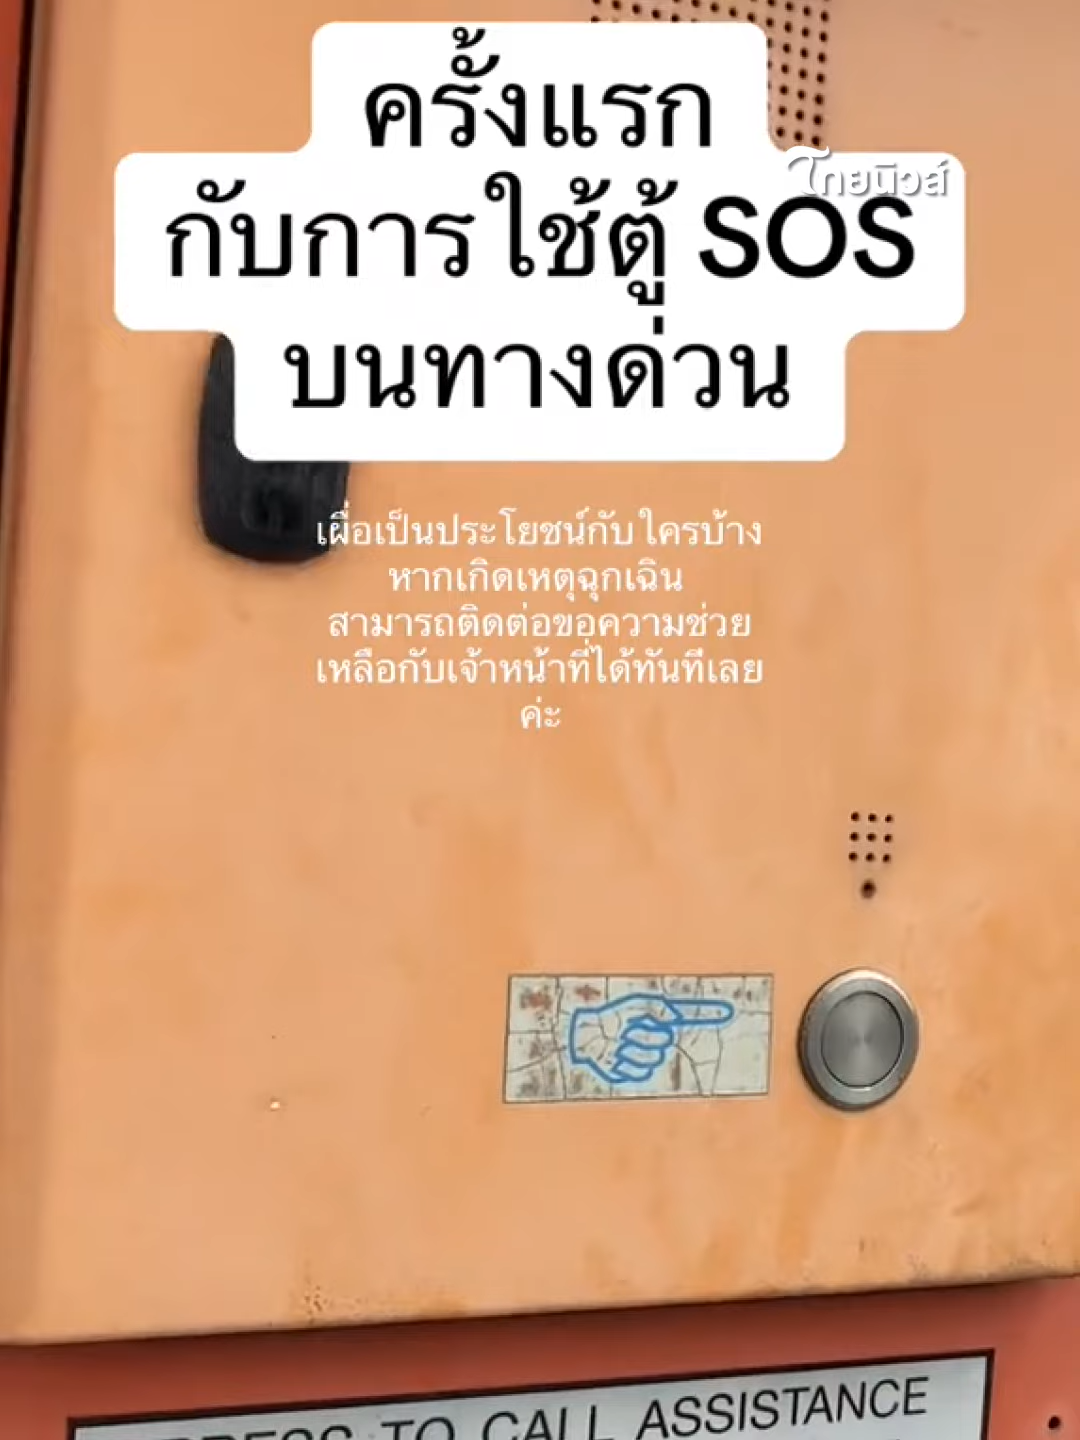 ครั้งแรก
ไทยนิวส์
กับการใช้ตู้ SOS
บนทางด่วน
เผื่อเป็นประโยชน์กับใครบ้าง
หากเกิดเหตุฉุกเฉิน
สามารถติดต่อขอความช่วย
เหลือกับเจ้าหน้าที่ได้ทันทีเลย
ค่ะ
PRESS TO CALL ASSISTANCE